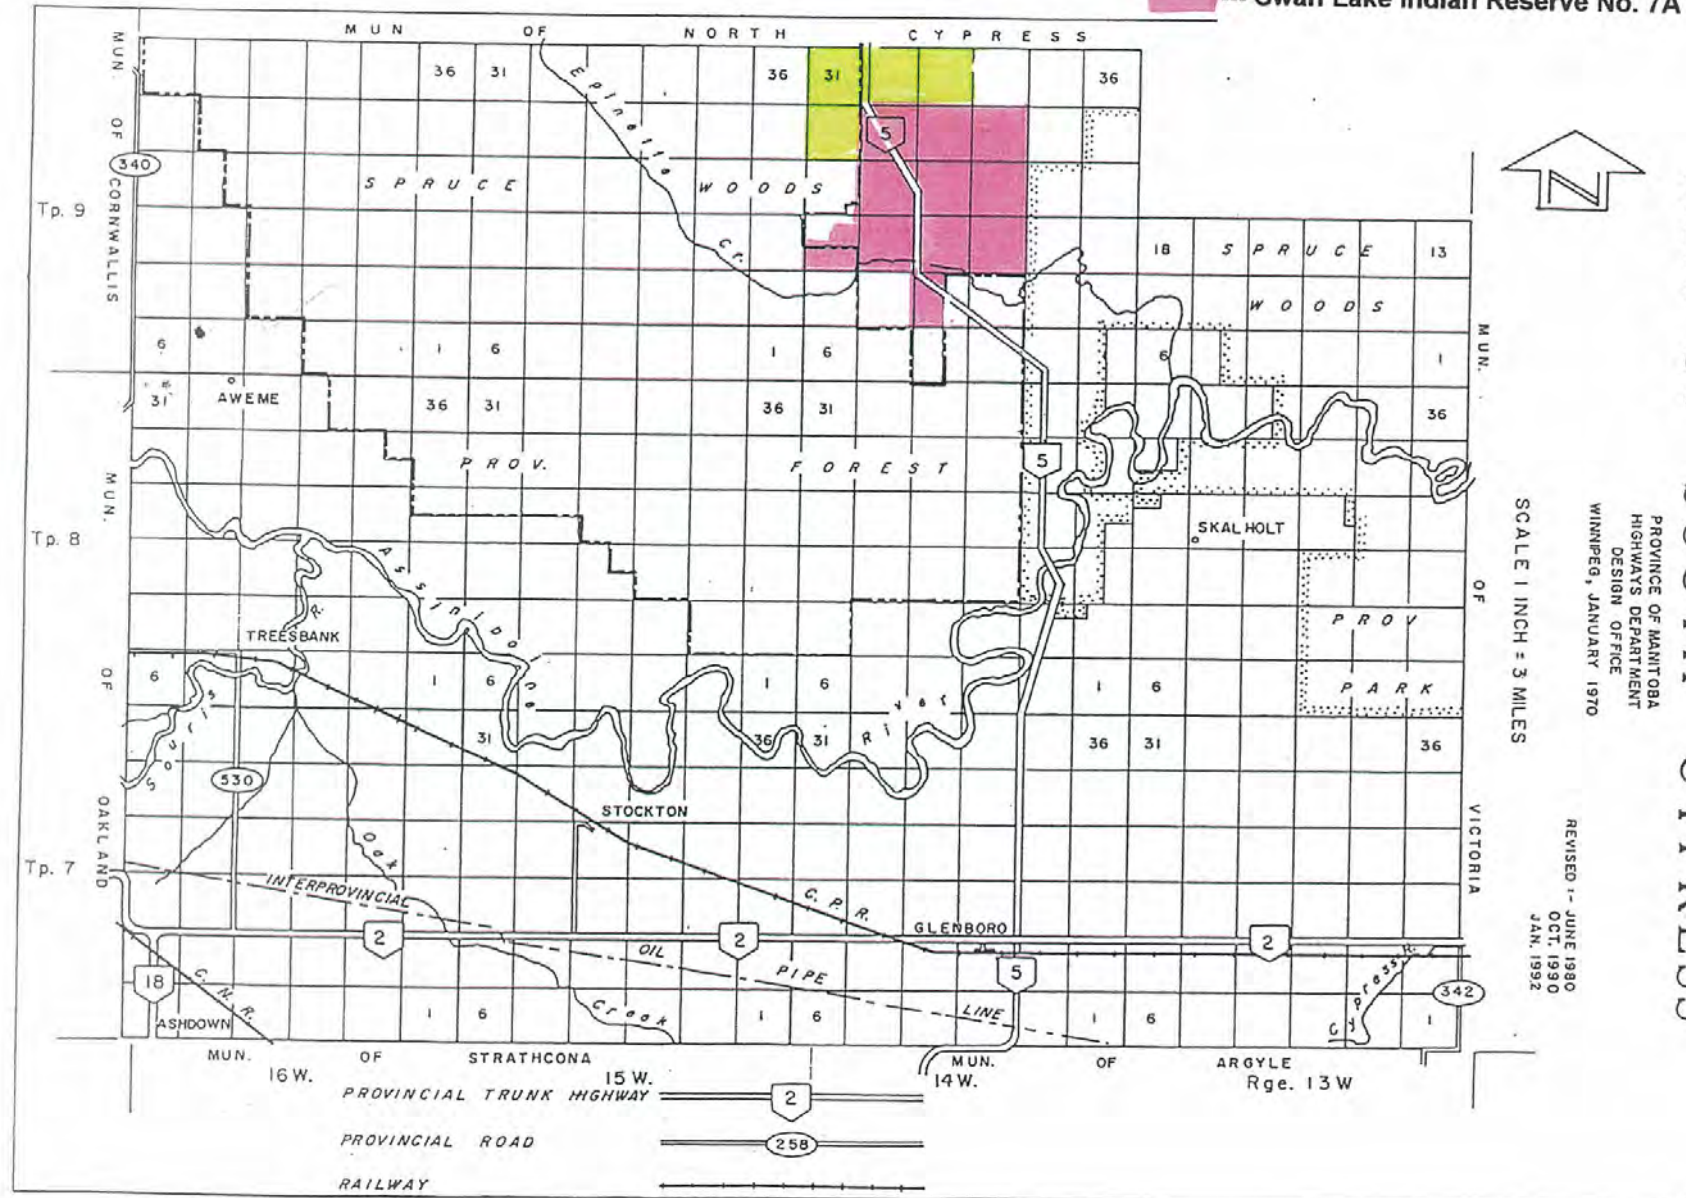 Swan Lake Indian Reserve No. 7A
MUN OF NORTH CYPRESS
36 31 36 31 36
MUN. OF CORNWALLIS
Epinette Cr.
5
340
SPRUCE WOODS
Tp. 9
18 SPRUCE 13
WOODS
N
6 1 6 1 6 6 1
31 AWEME 36 31 36 31 36
MUN. OF VICTORIA
PROV. FOREST
5
MUN. OF OAKLAND
SKALHOLT
Tp. 8
Assiniboine River
TREESBANK
R.
PROV
PARK
6 1 6 1 6 1 6
31 36 31 36 31 36
Souris
530
STOCKTON
Tp. 7
Oak
INTERPROVINCIAL
C. P. R.
GLENBORO
2 2 2
OIL PIPE LINE
5
18
C. N. R.
Creek
Cypress R.
342
ASHDOWN
1 6 1 6 1 6 1
MUN. OF STRATHCONA
MUN. OF ARGYLE
16 W. 15 W. 14 W. Rge. 13 W
PROVINCIAL TRUNK HIGHWAY 2
PROVINCIAL ROAD 258
RAILWAY
SCALE 1 INCH = 3 MILES
PROVINCE OF MANITOBA
HIGHWAYS DEPARTMENT
DESIGN OFFICE
WINNIPEG, JANUARY 1970
REVISED :- JUNE 1980
OCT. 1990
JAN. 1992